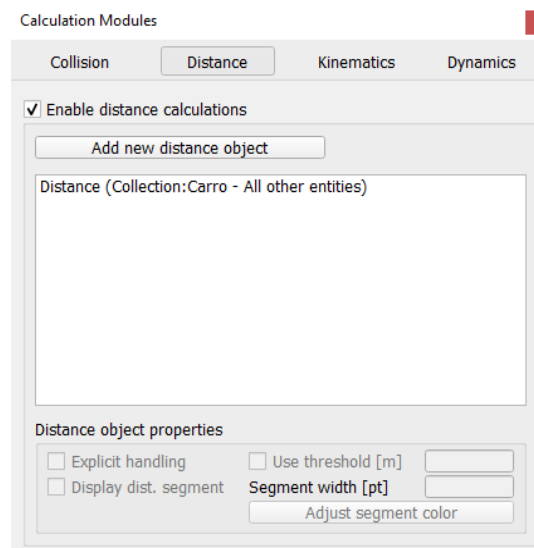 Calculation Modules
Collision Distance Kinematics Dynamics
Enable distance calculations
Add new distance object
Distance (Collection:Carro - All other entities)
Distance object properties
Explicit handling Use threshold [m]
Display dist. segment Segment width [pt]
Adjust segment color